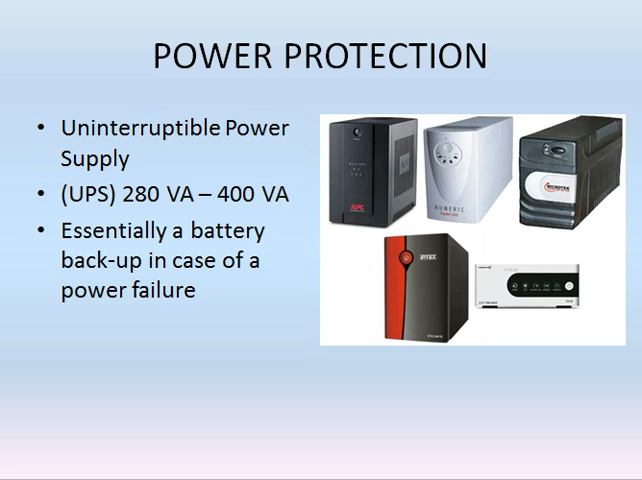 POWER PROTECTION
• Uninterruptible Power
Supply
• (UPS) 280 VA – 400 VA
• Essentially a battery
back-up in case of a
power failure
APC
NUMERIC
MICROTEK
INTEX